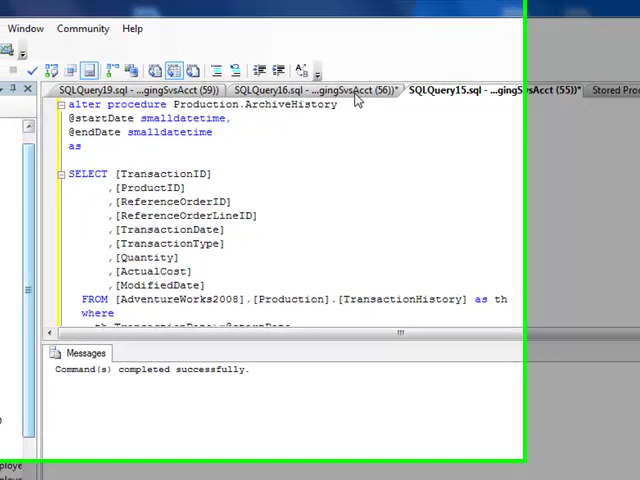 Window Community Help
SQLQuery19.sql - ...gingSvsAcct (59)) SQLQuery16.sql - ...gingSvsAcct (56))* SQLQuery15.sql - ...gingSvsAcct (55))* Stored Proc
alter procedure Production.ArchiveHistory
@startDate smalldatetime,
@endDate smalldatetime
as
SELECT [TransactionID]
,[ProductID]
,[ReferenceOrderID]
,[ReferenceOrderLineID]
,[TransactionDate]
,[TransactionType]
,[Quantity]
,[ActualCost]
,[ModifiedDate]
FROM [AdventureWorks2008].[Production].[TransactionHistory] as th
where
Messages
Command(s) completed successfully.